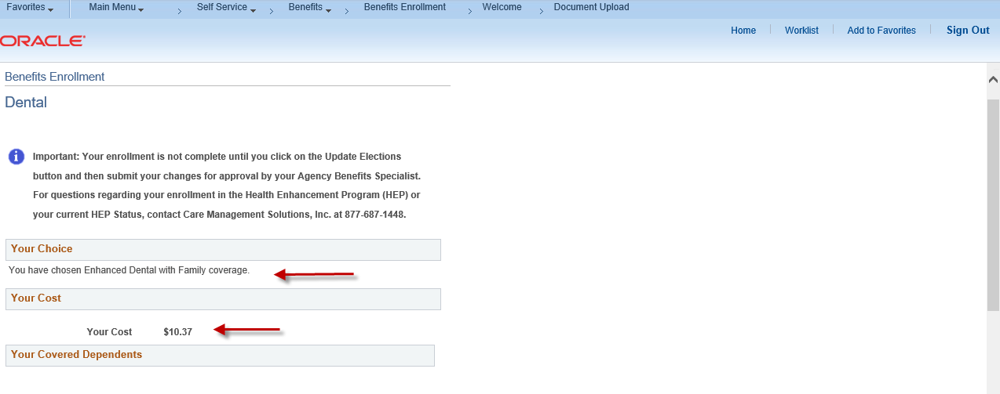 Favorites Main Menu Self Service Benefits Benefits Enrollment Welcome Document Upload
Home Worklist Add to Favorites Sign Out
ORACLE
Benefits Enrollment
Dental
Important: Your enrollment is not complete until you click on the Update Elections
button and then submit your changes for approval by your Agency Benefits Specialist.
For questions regarding your enrollment in the Health Enhancement Program (HEP) or
your current HEP Status, contact Care Management Solutions, Inc. at 877-687-1448.
Your Choice
You have chosen Enhanced Dental with Family coverage.
Your Cost
Your Cost $10.37
Your Covered Dependents